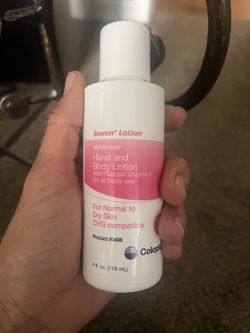 Sween® Lotion
Moisturizer
Hand and
Body Lotion
With Natural Vitamin E
for all body use
For Normal to
Dry Skin
CHG compatible
Product #0406
4 fl. oz. (118 mL)